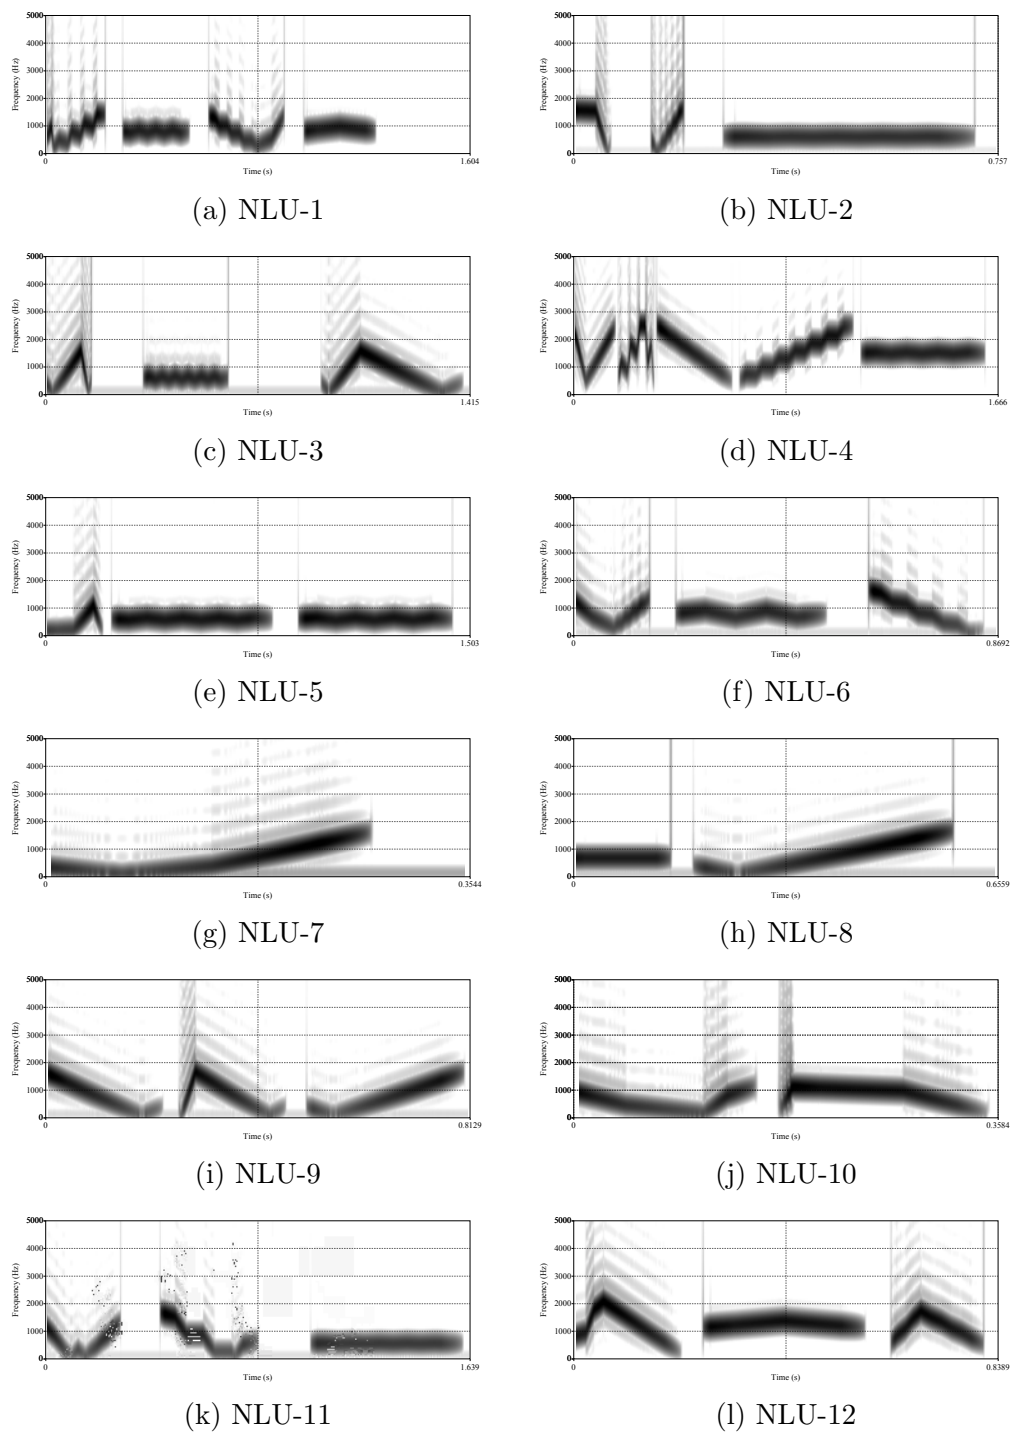 5000 4000 3000 2000 1000 0
Frequency (Hz)
0 1.604
Time (s)
(a) NLU-1
5000 4000 3000 2000 1000 0
Frequency (Hz)
0 0.757
Time (s)
(b) NLU-2
5000 4000 3000 2000 1000 0
Frequency (Hz)
0 1.415
Time (s)
(c) NLU-3
5000 4000 3000 2000 1000 0
Frequency (Hz)
0 1.666
Time (s)
(d) NLU-4
5000 4000 3000 2000 1000 0
Frequency (Hz)
0 1.503
Time (s)
(e) NLU-5
5000 4000 3000 2000 1000 0
Frequency (Hz)
0 0.8692
Time (s)
(f) NLU-6
5000 4000 3000 2000 1000 0
Frequency (Hz)
0 0.3544
Time (s)
(g) NLU-7
5000 4000 3000 2000 1000 0
Frequency (Hz)
0 0.6559
Time (s)
(h) NLU-8
5000 4000 3000 2000 1000 0
Frequency (Hz)
0 0.8129
Time (s)
(i) NLU-9
5000 4000 3000 2000 1000 0
Frequency (Hz)
0 0.3584
Time (s)
(j) NLU-10
5000 4000 3000 2000 1000 0
Frequency (Hz)
0 1.639
Time (s)
(k) NLU-11
5000 4000 3000 2000 1000 0
Frequency (Hz)
0 0.8389
Time (s)
(l) NLU-12